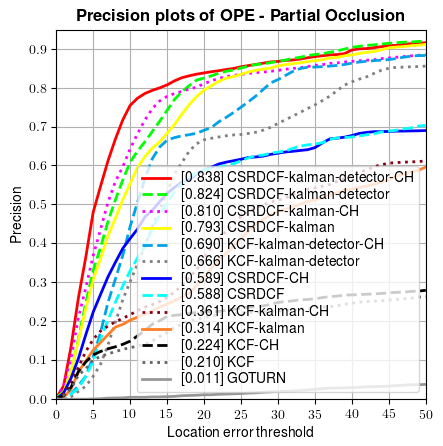 Precision plots of OPE - Partial Occlusion
0.9
0.8
0.7
0.6
0.5
0.4
0.3
0.2
0.1
0.0
Precision
[0.838] CSRDCF-kalman-detector-CH
[0.824] CSRDCF-kalman-detector
[0.810] CSRDCF-kalman-CH
[0.793] CSRDCF-kalman
[0.690] KCF-kalman-detector-CH
[0.666] KCF-kalman-detector
[0.589] CSRDCF-CH
[0.588] CSRDCF
[0.361] KCF-kalman-CH
[0.314] KCF-kalman
[0.224] KCF-CH
[0.210] KCF
[0.011] GOTURN
0 5 10 15 20 25 30 35 40 45 50
Location error threshold